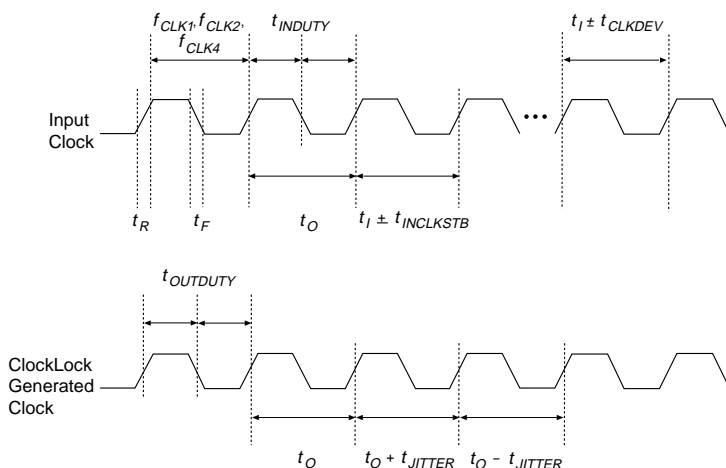 f_CLK1, f_CLK2,
f_CLK4
t_INDUTY
t_I ± t_CLKDEV
Input
Clock
t_R
t_F
t_O
t_I ± t_INCLKSTB
t_OUTDUTY
ClockLock
Generated
Clock
t_O
t_O + t_JITTER
t_O − t_JITTER